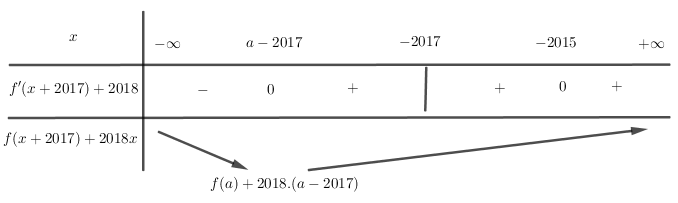 x −∞ a − 2017 −2017 −2015 +∞
f′(x + 2017) + 2018 − 0 + + 0 +
f(x + 2017) + 2018x
f(a) + 2018.(a − 2017)